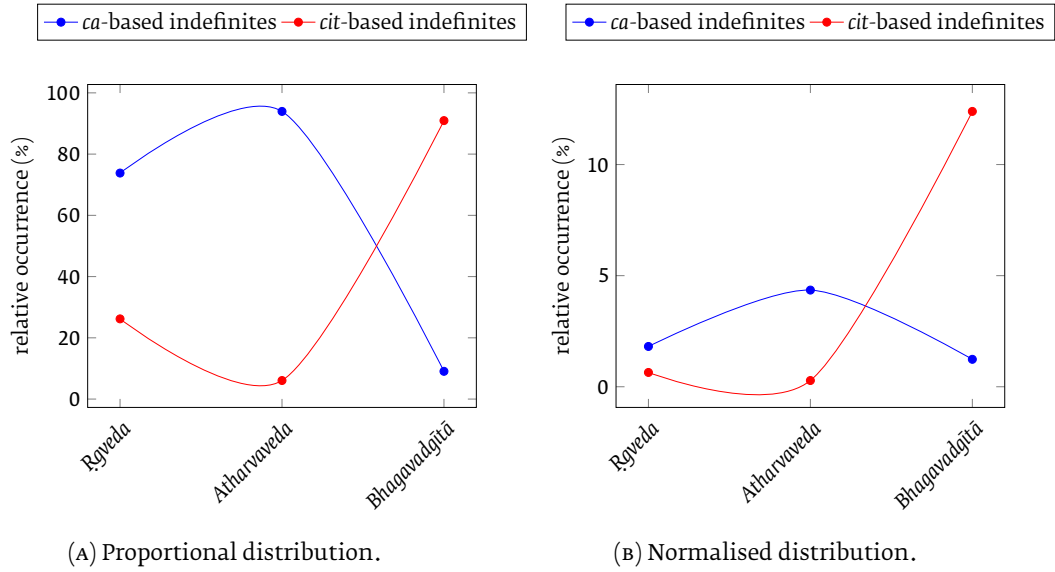 ca-based indefinites cit-based indefinites
relative occurrence (%)
100
80
60
40
20
0
Ṛgveda
Atharvaveda
Bhagavadgītā
(A) Proportional distribution.
ca-based indefinites cit-based indefinites
relative occurrence (%)
10
5
0
Ṛgveda
Atharvaveda
Bhagavadgītā
(B) Normalised distribution.